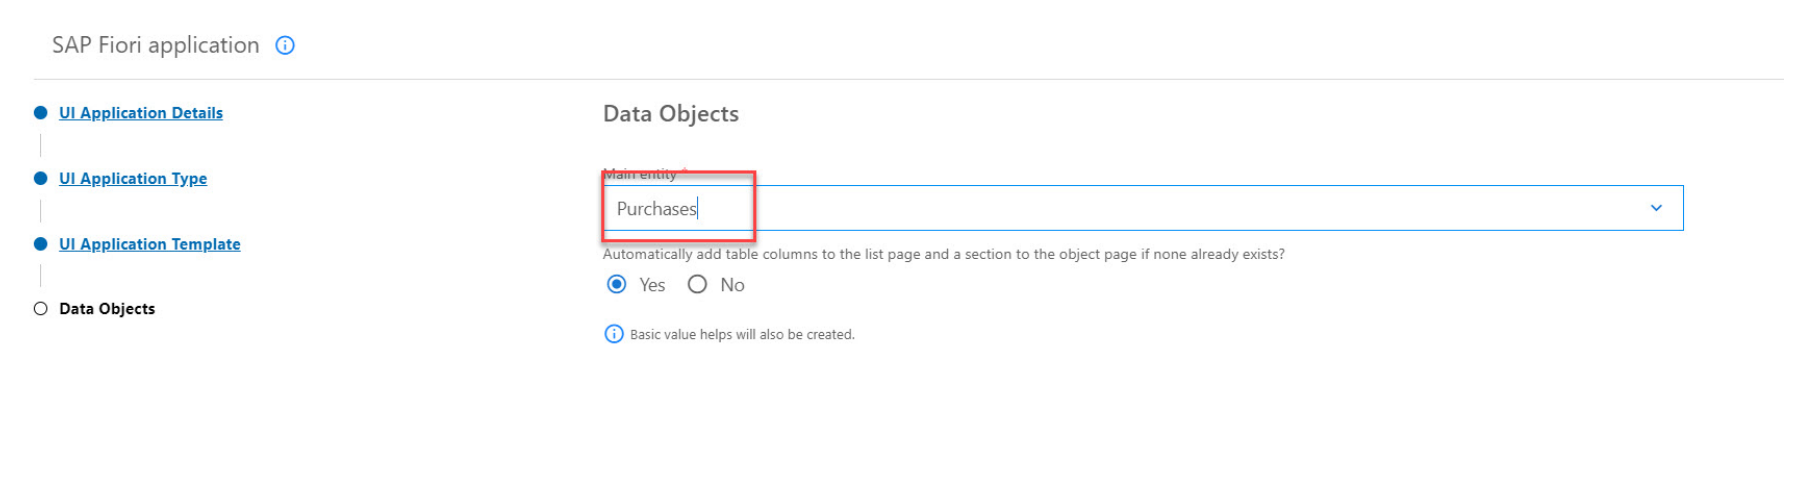 SAP Fiori application
UI Application Details
UI Application Type
UI Application Template
Data Objects
Data Objects
Main entity *
Purchases
Automatically add table columns to the list page and a section to the object page if none already exists?
Yes No
Basic value helps will also be created.